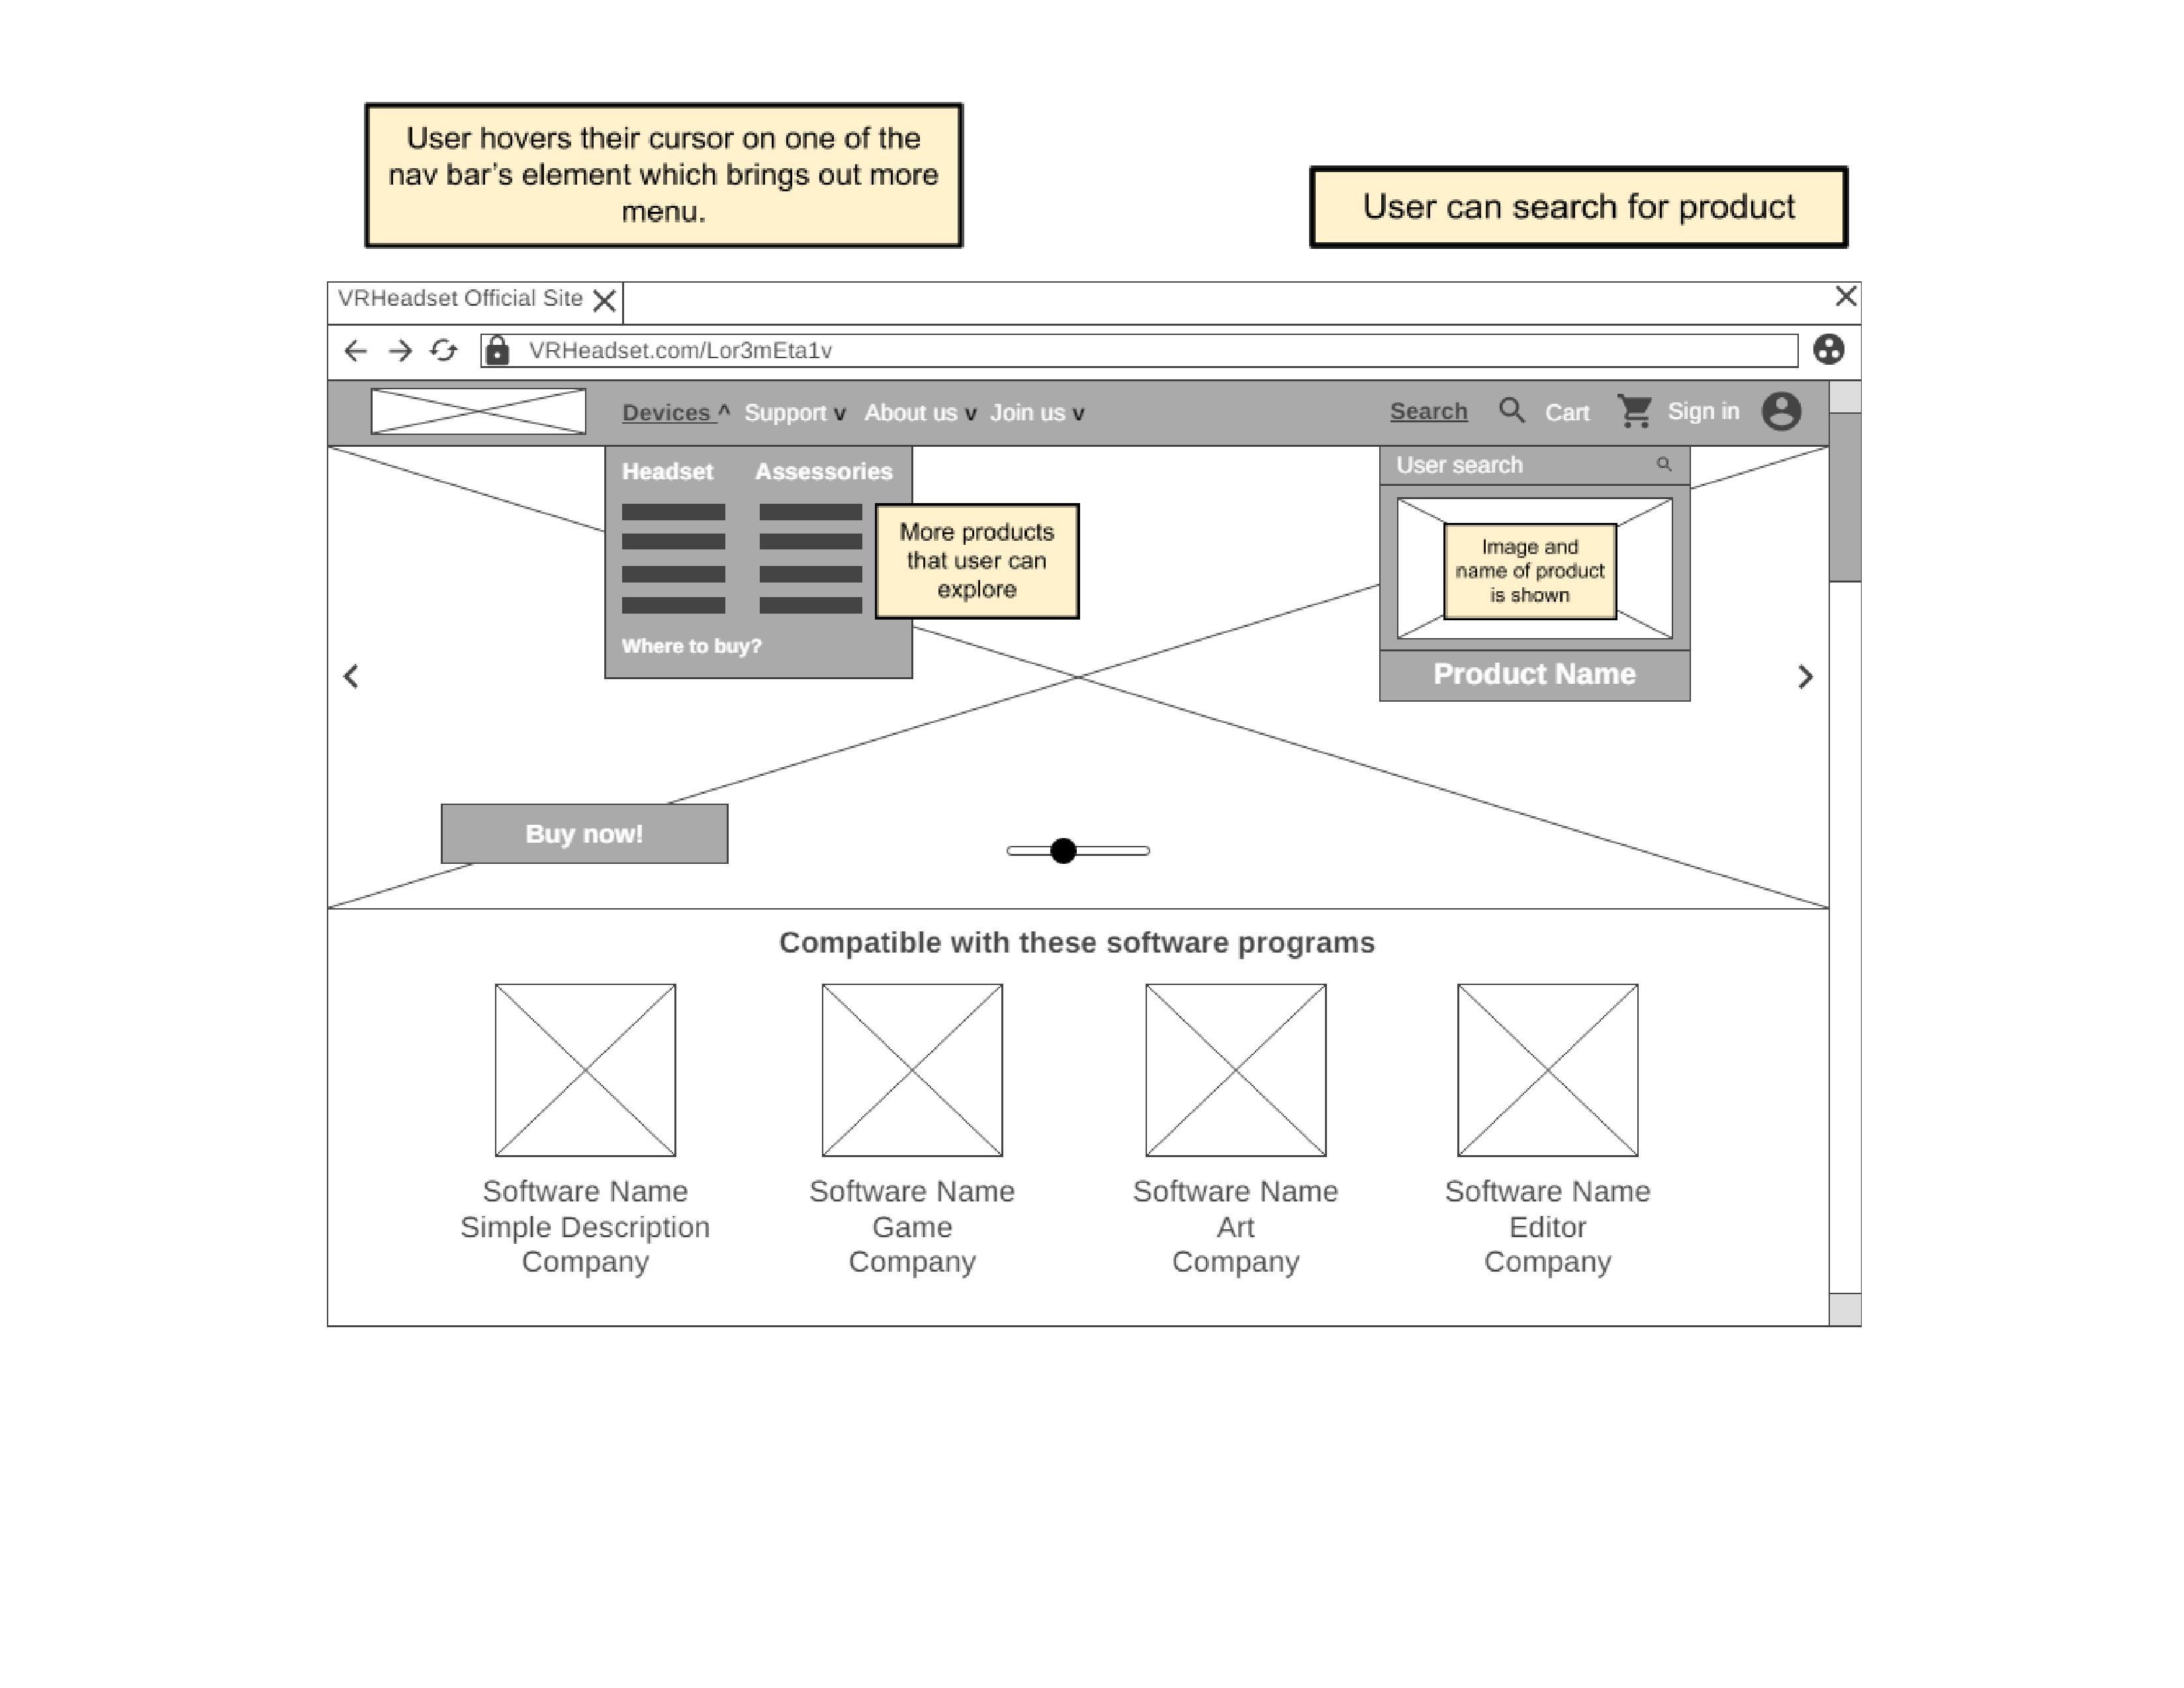 User hovers their cursor on one of the
nav bar's element which brings out more
menu.
User can search for product
VRHeadset Official Site
VRHeadset.com/Lor3mEta1v
Devices ^ Support v About us v Join us v
Search Cart Sign in
Headset Assessories
Where to buy?
More products
that user can
explore
User search
Image and
name of product
is shown
Product Name
Buy now!
Compatible with these software programs
Software Name
Simple Description
Company
Software Name
Game
Company
Software Name
Art
Company
Software Name
Editor
Company